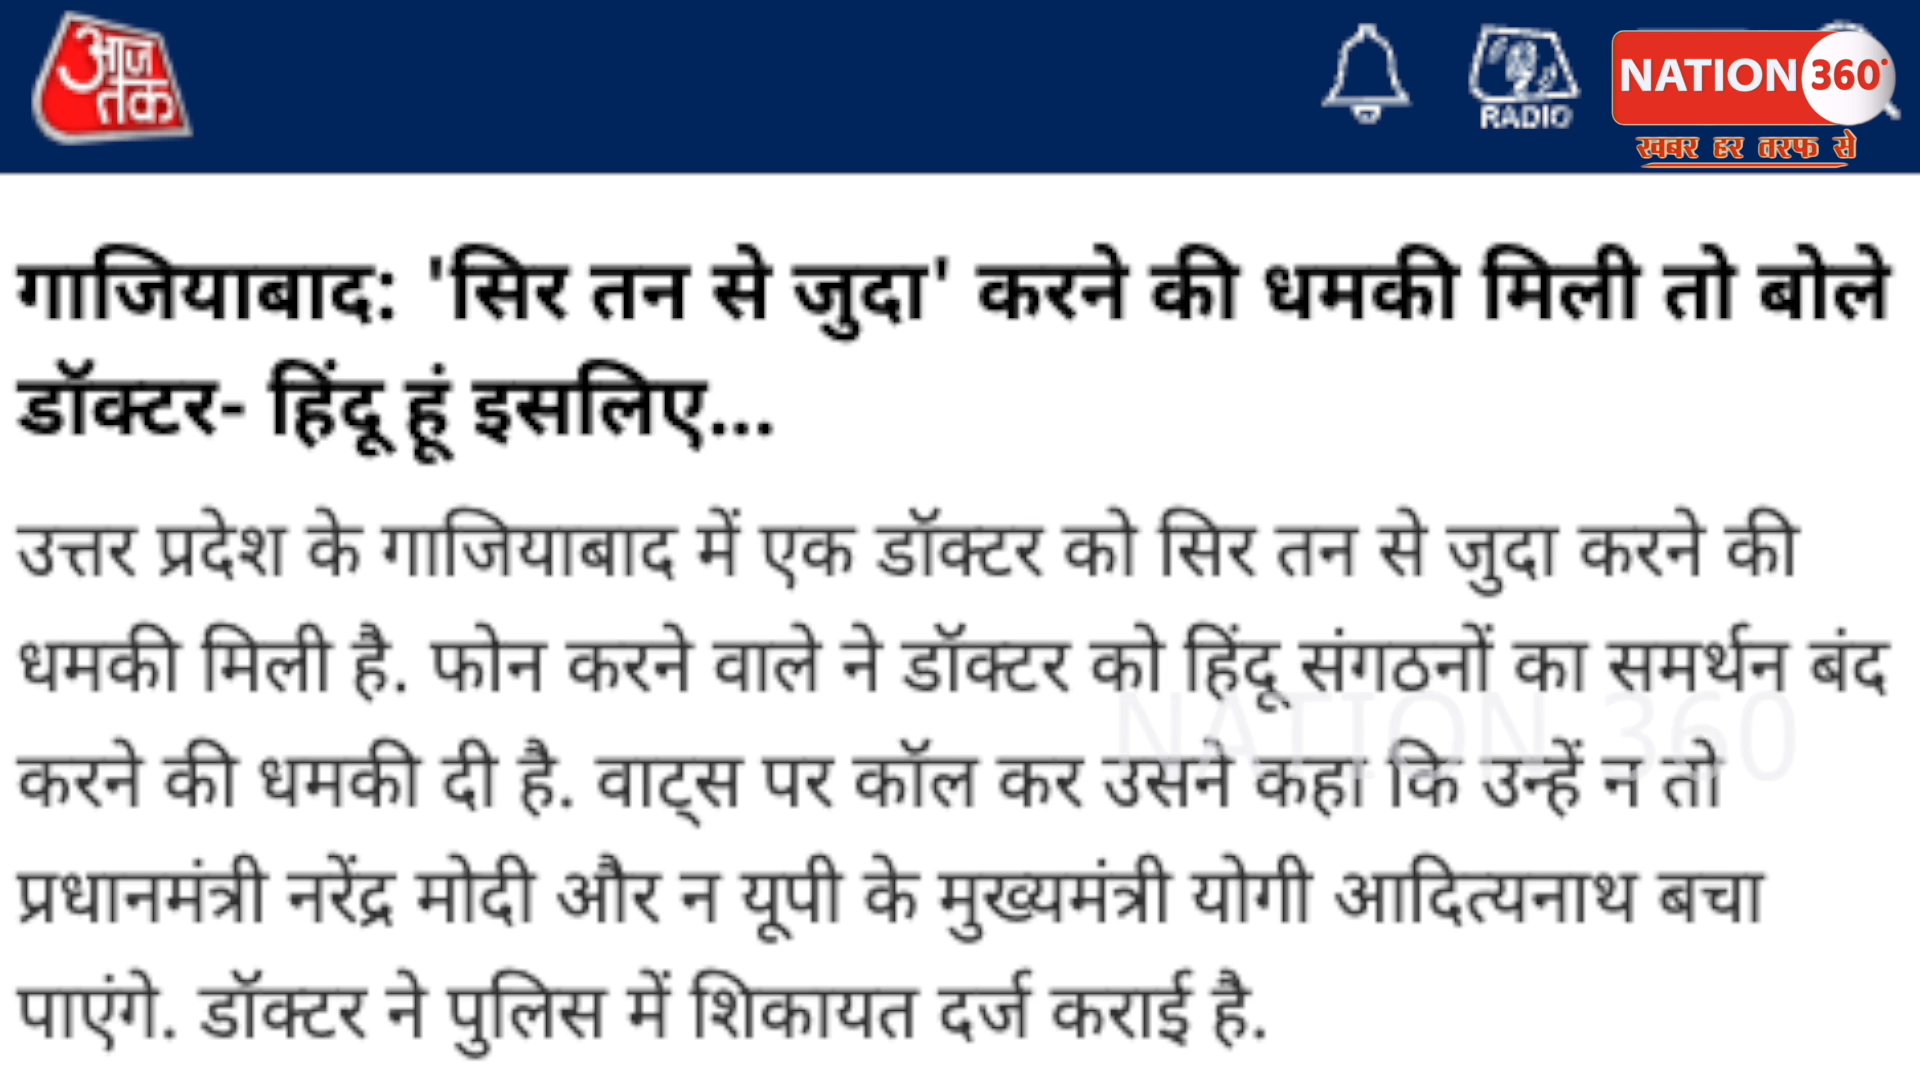 आज
तक
RADIO
NATION 360°
खबर हर तरफ से
गाजियाबाद: 'सिर तन से जुदा' करने की धमकी मिली तो बोले
डॉक्टर- हिंदू हूं इसलिए...
उत्तर प्रदेश के गाजियाबाद में एक डॉक्टर को सिर तन से जुदा करने की
धमकी मिली है. फोन करने वाले ने डॉक्टर को हिंदू संगठनों का समर्थन बंद
करने की धमकी दी है. वाट्स पर कॉल कर उसने कहा कि उन्हें न तो
NATION 360
प्रधानमंत्री नरेंद्र मोदी और न यूपी के मुख्यमंत्री योगी आदित्यनाथ बचा
पाएंगे. डॉक्टर ने पुलिस में शिकायत दर्ज कराई है.